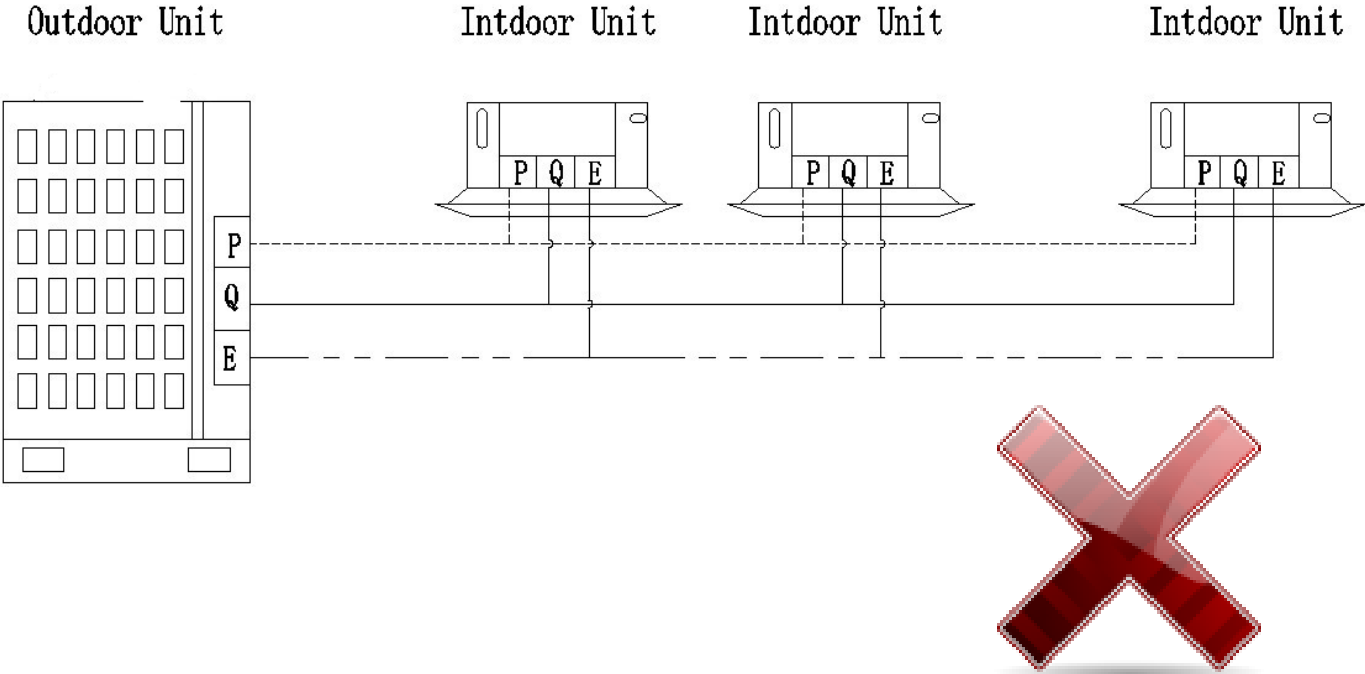 Outdoor Unit Intdoor Unit Intdoor Unit Intdoor Unit
P Q E P Q E P Q E
P
Q
E